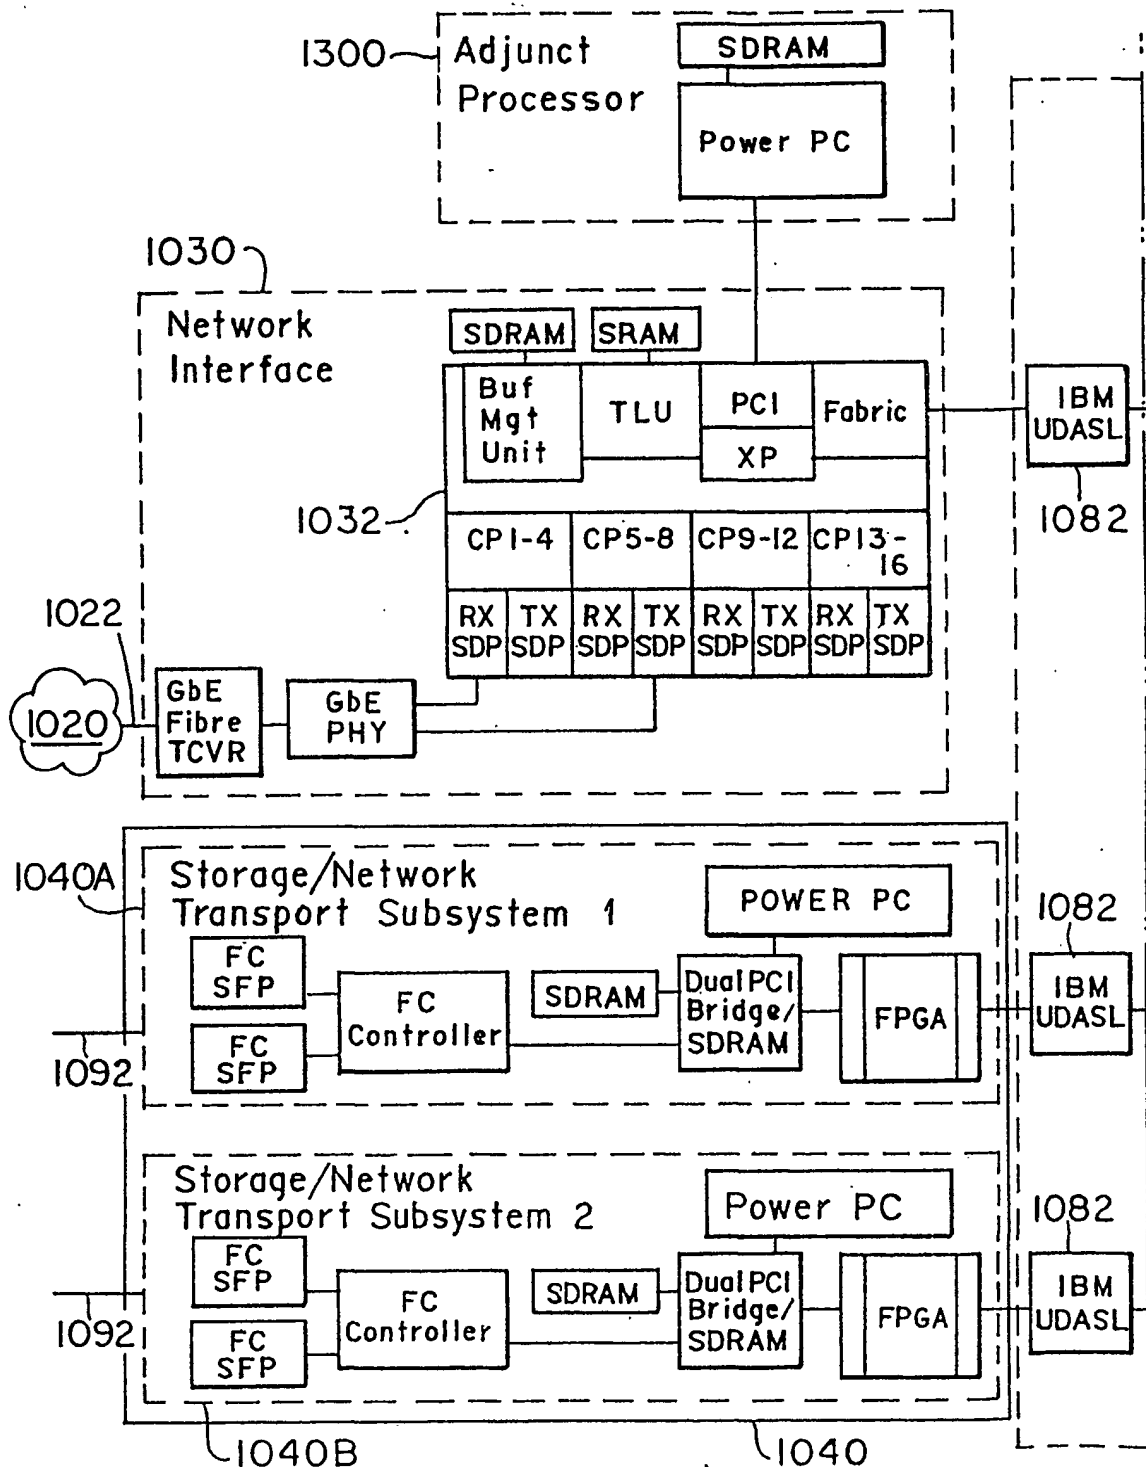 1300
Adjunct
Processor
SDRAM
Power PC
1030
Network
Interface
SDRAM
SRAM
Buf
Mgt
Unit
TLU
PCI
XP
Fabric
IBM
UDASL
1082
1032
CP1-4
CP5-8
CP9-12
CP13-
16
RX
SDP
TX
SDP
RX
SDP
TX
SDP
RX
SDP
TX
SDP
RX
SDP
TX
SDP
1022
1020
GbE
Fibre
TCVR
GbE
PHY
1040A
Storage/Network
Transport Subsystem 1
POWER PC
FC
SFP
FC
SFP
FC
Controller
SDRAM
Dual PCI
Bridge/
SDRAM
FPGA
1082
IBM
UDASL
1092
Storage/Network
Transport Subsystem 2
Power PC
FC
SFP
FC
SFP
FC
Controller
SDRAM
Dual PCI
Bridge/
SDRAM
FPGA
1082
IBM
UDASL
1092
1040B
1040